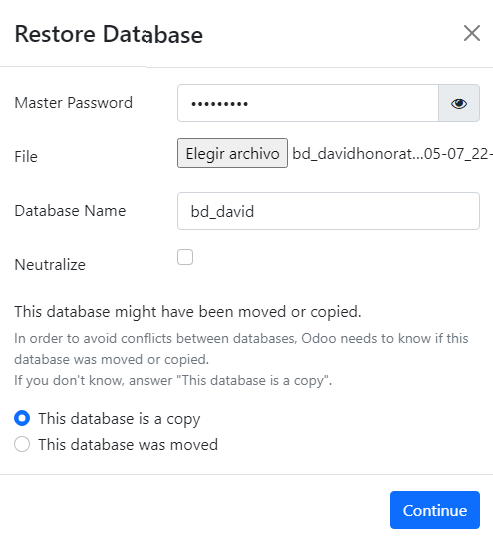 Restore Database
Master Password •••••••••
File Elegir archivo bd_davidhonorat...05-07_22-
Database Name bd_david
Neutralize
This database might have been moved or copied.
In order to avoid conflicts between databases, Odoo needs to know if this
database was moved or copied.
If you don't know, answer "This database is a copy".
This database is a copy
This database was moved
Continue